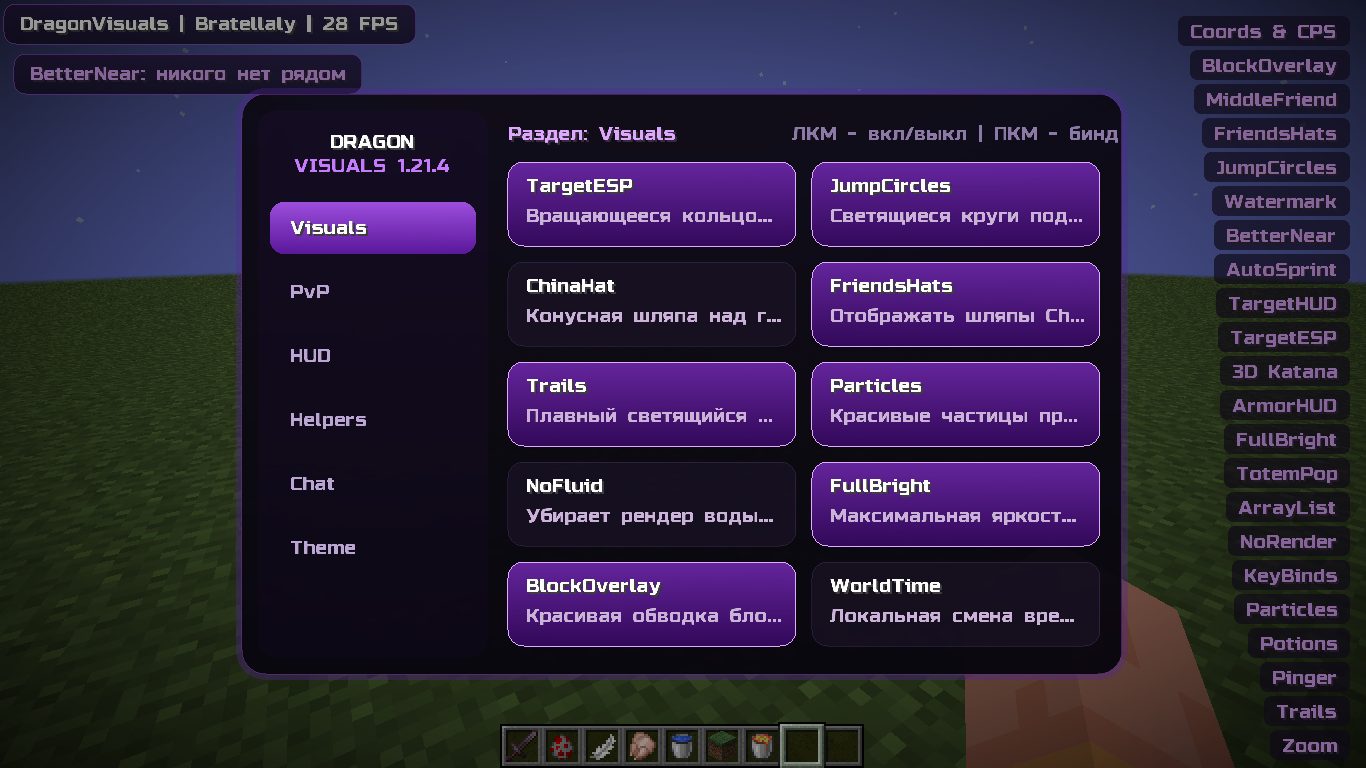 DragonVisuals | Bratellaly | 28 FPS
BetterNear: никого нет рядом
DRAGON
VISUALS 1.21.4
Visuals
PvP
HUD
Helpers
Chat
Theme
Раздел: Visuals
ЛКМ - вкл/выкл | ПКМ - бинд
TargetESP
Вращающееся кольцо...
JumpCircles
Светящиеся круги под...
ChinaHat
Конусная шляпа над г...
FriendsHats
Отображать шляпы Ch...
Trails
Плавный светящийся ...
Particles
Красивые частицы пр...
NoFluid
Убирает рендер воды...
FullBright
Максимальная яркост...
BlockOverlay
Красивая обводка бло...
WorldTime
Локальная смена вре...
Coords & CPS
BlockOverlay
MiddleFriend
FriendsHats
JumpCircles
Watermark
BetterNear
AutoSprint
TargetHUD
TargetESP
3D Katana
ArmorHUD
FullBright
TotemPop
ArrayList
NoRender
KeyBinds
Particles
Potions
Pinger
Trails
Zoom